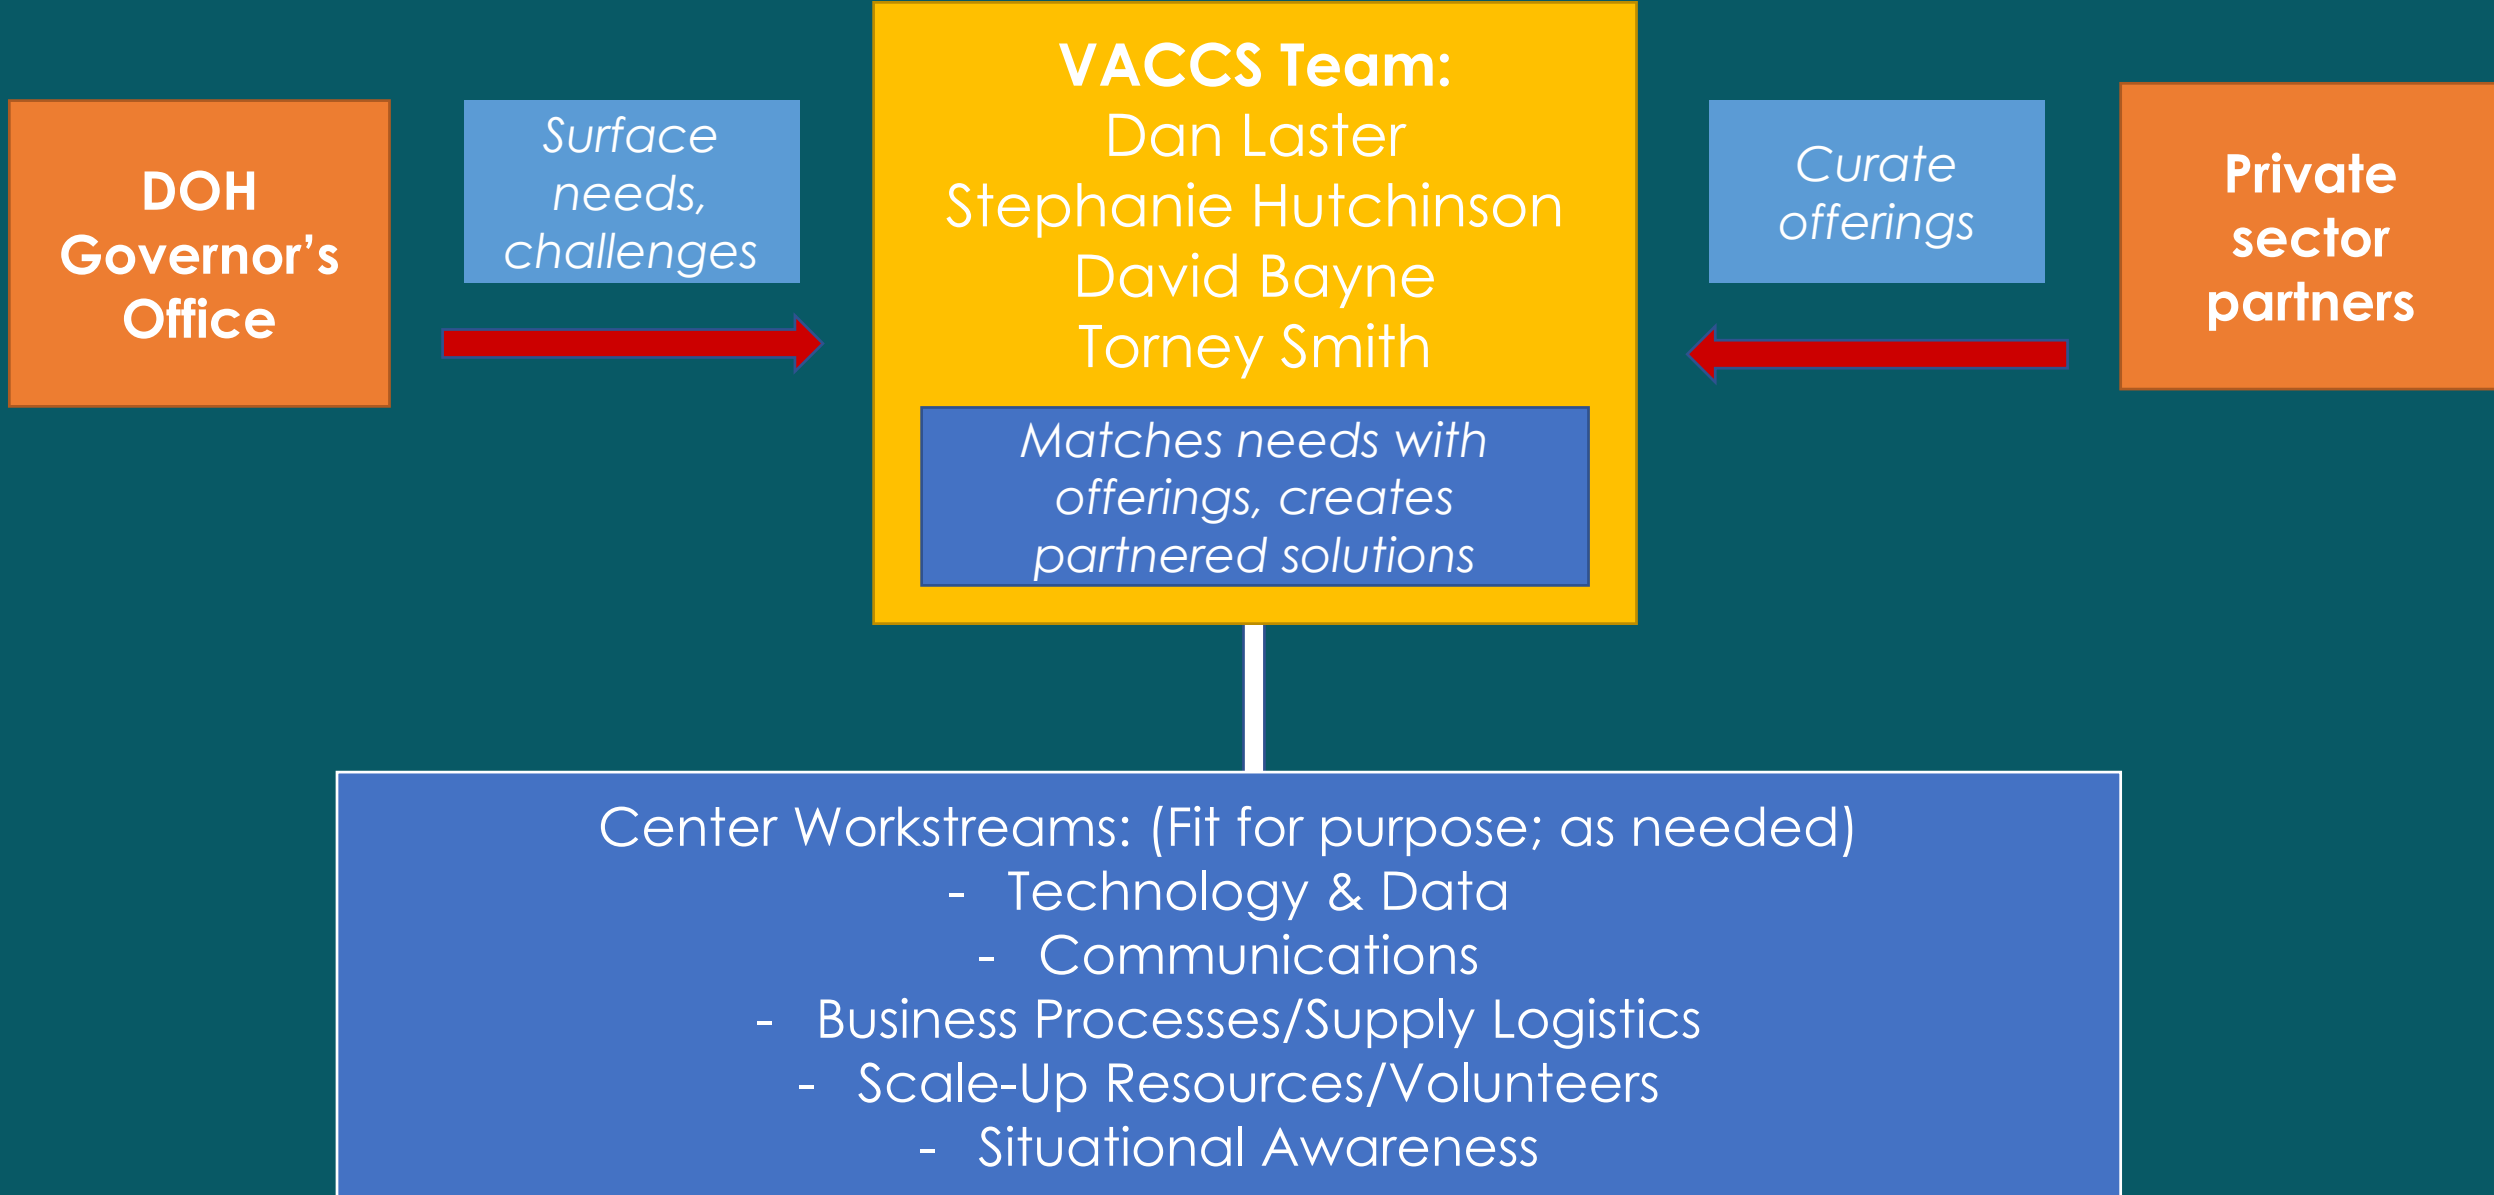 DOH
Governor's
Office
Surface
needs,
challenges
VACCS Team:
Dan Laster
Stephanie Hutchinson
David Bayne
Torney Smith
Matches needs with
offerings, creates
partnered solutions
Curate
offerings
Private
sector
partners
Center Workstreams: (Fit for purpose; as needed)
- Technology & Data
- Communications
- Business Processes/Supply Logistics
- Scale-Up Resources/Volunteers
- Situational Awareness